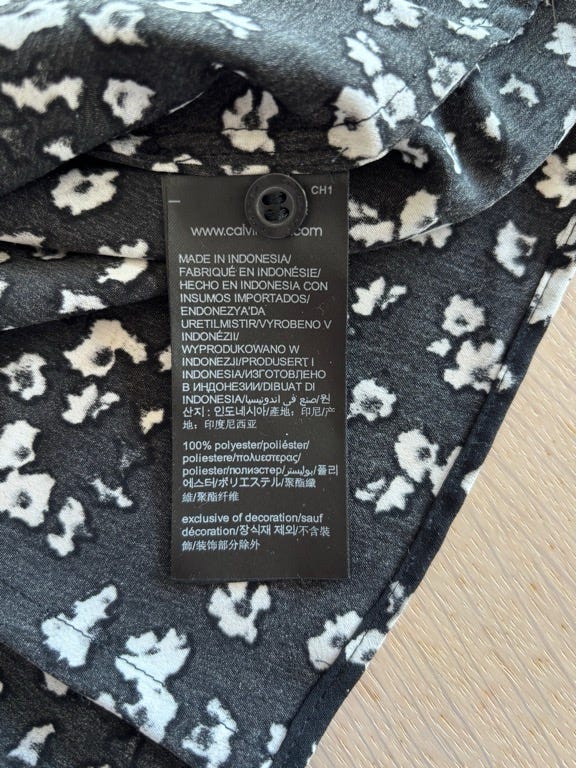 CH1
www.calvi com
MADE IN INDONESIA/
FABRIQUÉ EN INDONÉSIE/
HECHO EN INDONESIA CON
INSUMOS IMPORTADOS/
ENDONEZYA'DA
URETILMISTIR/VYROBENO V
INDONÉZII/
WYPRODUKOWANO W
INDONEZJI/PRODUSERT I
INDONESIA/ИЗГОТОВЛЕНО
В ИНДОНЕЗИИ/DIBUAT DI
INDONESIA/صنع في اندونيسيا/원
산지 : 인도네시아/產地：印尼/产
地：印度尼西亚
100% polyester/poliéster/
poliestere/πολυεστερας/
poliester/полиэстер/بوليستر/폴리
에스터/ポリエステル/聚酯纖
維/聚酯纤维
exclusive of decoration/sauf
décoration/장식재 제외/不含裝
飾/装饰部分除外